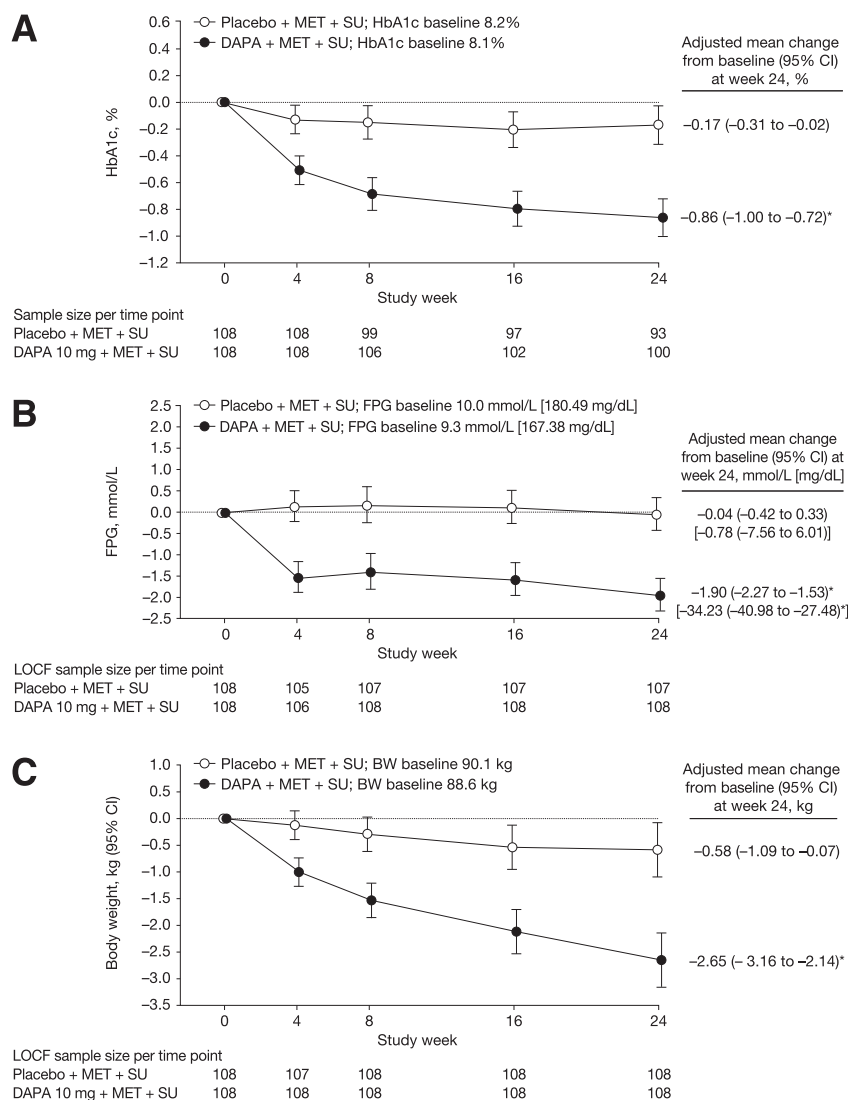 A
0.6
Placebo + MET + SU; HbA1c baseline 8.2%
DAPA + MET + SU; HbA1c baseline 8.1%
0.4
0.2
0.0
–0.2
–0.4
–0.6
–0.8
–1.0
–1.2
HbA1c, %
0 4 8 16 24
Study week
Adjusted mean change
from baseline (95% CI)
at week 24, %
–0.17 (–0.31 to –0.02)
–0.86 (–1.00 to –0.72)*
Sample size per time point
Placebo + MET + SU 108 108 99 97 93
DAPA 10 mg + MET + SU 108 108 106 102 100
B
2.5
Placebo + MET + SU; FPG baseline 10.0 mmol/L [180.49 mg/dL]
DAPA + MET + SU; FPG baseline 9.3 mmol/L [167.38 mg/dL]
2.0
1.5
1.0
0.5
0.0
–0.5
–1.0
–1.5
–2.0
–2.5
FPG, mmol/L
0 4 8 16 24
Study week
Adjusted mean change
from baseline (95% CI) at
week 24, mmol/L [mg/dL]
–0.04 (–0.42 to 0.33)
[–0.78 (–7.56 to 6.01)]
–1.90 (–2.27 to –1.53)*
[–34.23 (–40.98 to –27.48)*]
LOCF sample size per time point
Placebo + MET + SU 108 105 107 107 107
DAPA 10 mg + MET + SU 108 106 108 108 108
C
1.0
Placebo + MET + SU; BW baseline 90.1 kg
DAPA + MET + SU; BW baseline 88.6 kg
0.5
0.0
–0.5
–1.0
–1.5
–2.0
–2.5
–3.0
–3.5
Body weight, kg (95% CI)
0 4 8 16 24
Study week
Adjusted mean change
from baseline (95% CI)
at week 24, kg
–0.58 (–1.09 to –0.07)
–2.65 (– 3.16 to –2.14)*
LOCF sample size per time point
Placebo + MET + SU 108 107 108 108 108
DAPA 10 mg + MET + SU 108 108 108 108 108